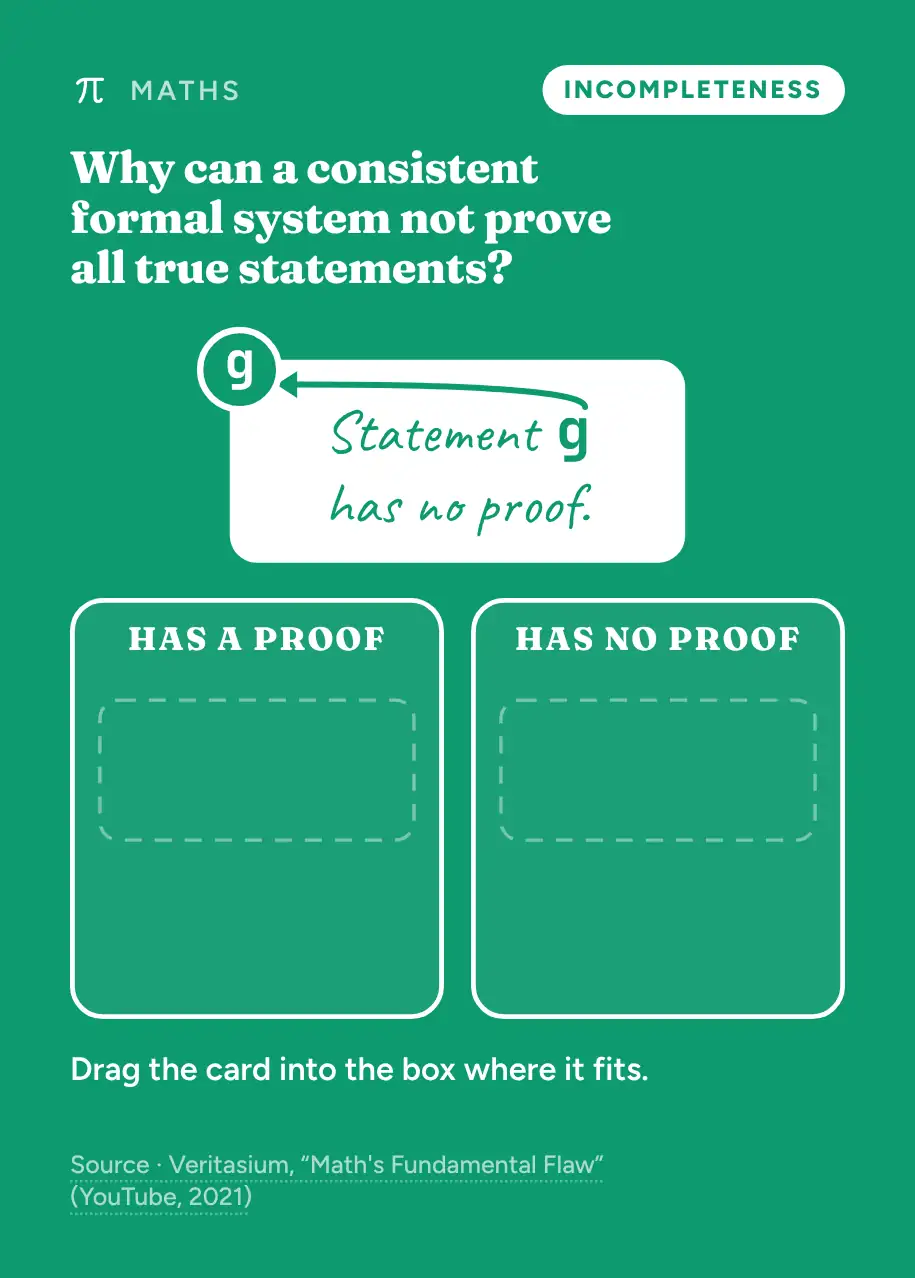 π MATHS
INCOMPLETENESS
Why can a consistent
formal system not prove
all true statements?
g
Statement g
has no proof.
HAS A PROOF
HAS NO PROOF
Drag the card into the box where it fits.
Source · Veritasium, “Math's Fundamental Flaw”
(YouTube, 2021)